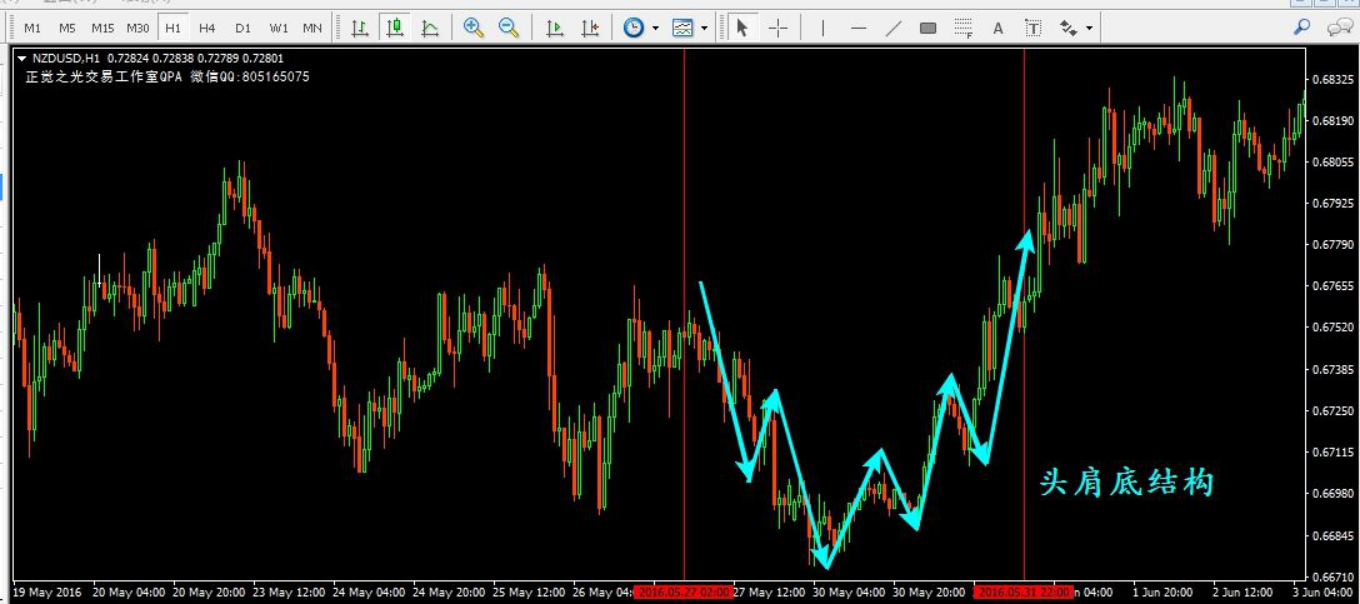 M1 M5 M15 M30 H1 H4 D1 W1 MN
A T
NZDUSD,H1 0.72824 0.72838 0.72789 0.72801
正觉之光交易工作室QPA 微信QQ:805165075
0.68325
0.68190
0.68055
0.67925
0.67790
0.67655
0.67520
0.67385
0.67250
0.67115
0.66980
0.66845
0.66710
头肩底结构
19 May 2016 20 May 04:00 20 May 20:00 23 May 12:00 24 May 04:00 24 May 20:00 25 May 12:00 26 May 04:0 2016.05.27 02:00 27 May 12:00 30 May 04:00 30 May 20:00 2016.05.31 22:00 n 04:00 1 Jun 20:00 2 Jun 12:00 3 Jun 04:00